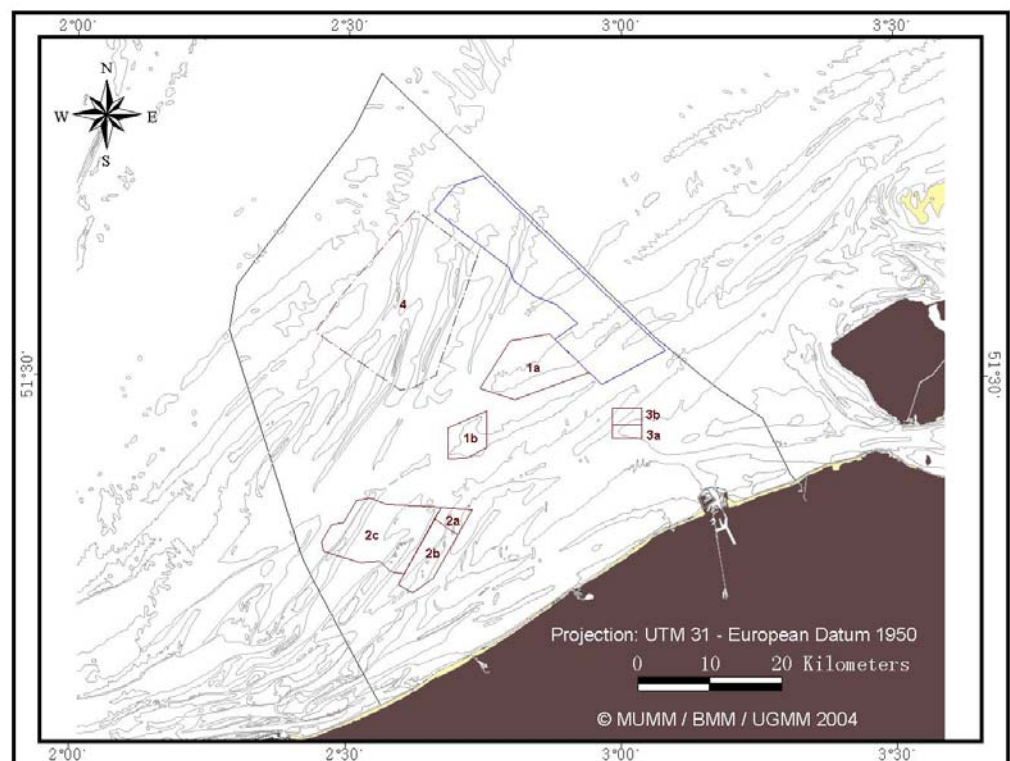 2°00' 2°30' 3°00' 3°30'
N
W E
S
4
51°30' 51°30'
1a
3b
1b 3a
2a
2c 2b
Projection: UTM 31 - European Datum 1950
0 10 20 Kilometers
© MUMM / BMM / UGMM 2004
2°00' 2°30' 3°00' 3°30'